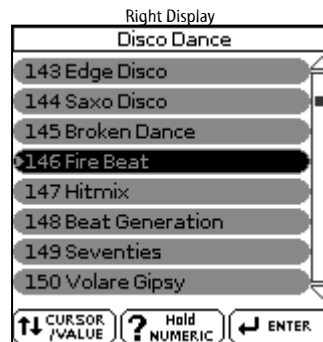 Right Display
Disco Dance
143 Edge Disco
144 Saxo Disco
145 Broken Dance
146 Fire Beat
147 Hitmix
148 Beat Generation
149 Seventies
150 Volare Gipsy
CURSOR /VALUE ? Hold NUMERIC ENTER